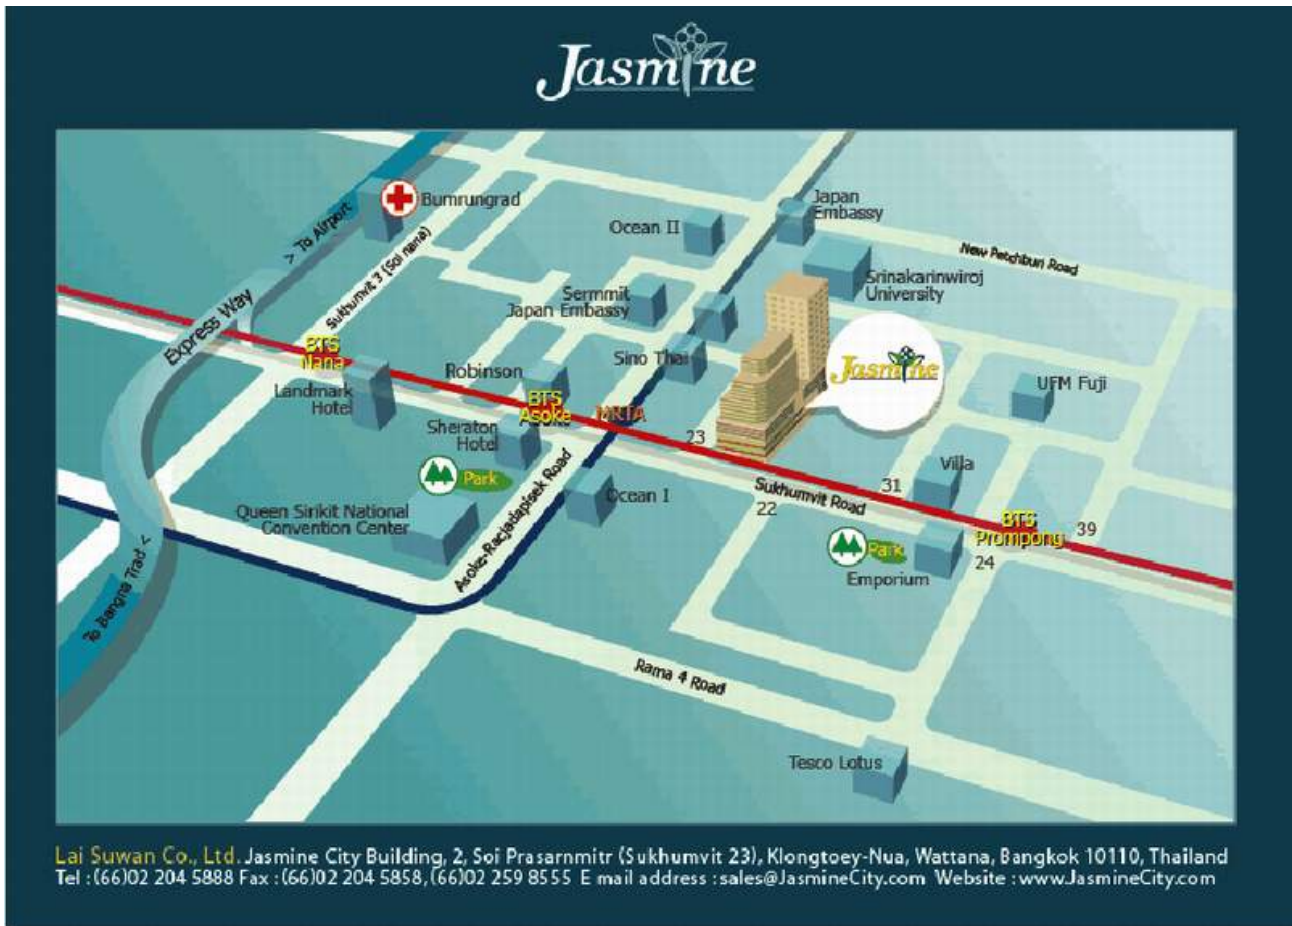 Jasmine
Bumrungrad
> To Airport
Sukhumvit 3 (Soi nana)
Express Way
Ocean II
Japan
Embassy
New Petchburi Road
Srinakarinwiroj
University
Sermmit
Japan Embassy
Sino Thai
Jasmine
UFM Fuji
BTS
Nana
Landmark
Hotel
Robinson
BTS
Asoke
MRTA
Sheraton
Hotel
23
Park
Villa
31
Sukhumvit Road
22
Ocean I
Queen Sirikit National
Convention Center
Asoke-Racjadapisek Road
BTS
Prompong
39
24
Park
Emporium
To Bangna Trad <
Rama 4 Road
Tesco Lotus
Lai Suwan Co., Ltd. Jasmine City Building, 2, Soi Prasarnmitr (Sukhumvit 23), Klongtoey-Nua, Wattana, Bangkok 10110, Thailand
Tel : (66)02 204 5888 Fax : (66)02 204 5858, (66)02 259 8555 E mail address : sales@JasmineCity.com Website : www.JasmineCity.com